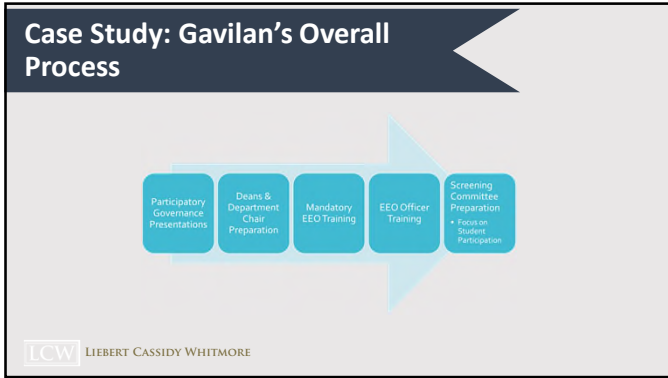 Case Study: Gavilan's Overall
Process
Participatory
Governance
Presentations
Deans &
Department
Chair
Preparation
Mandatory
EEO Training
EEO Officer
Training
Screening
Committee
Preparation
• Focus on
Student
Participation
LCW LIEBERT CASSIDY WHITMORE